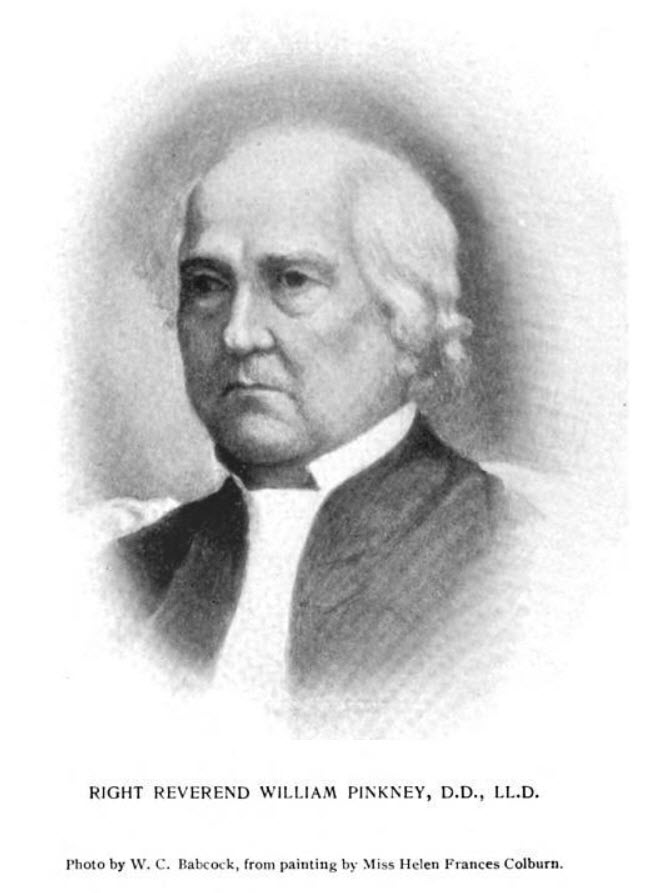 RIGHT REVEREND WILLIAM PINKNEY, D.D., LL.D.
Photo by W. C. Babcock, from painting by Miss Helen Frances Colburn.